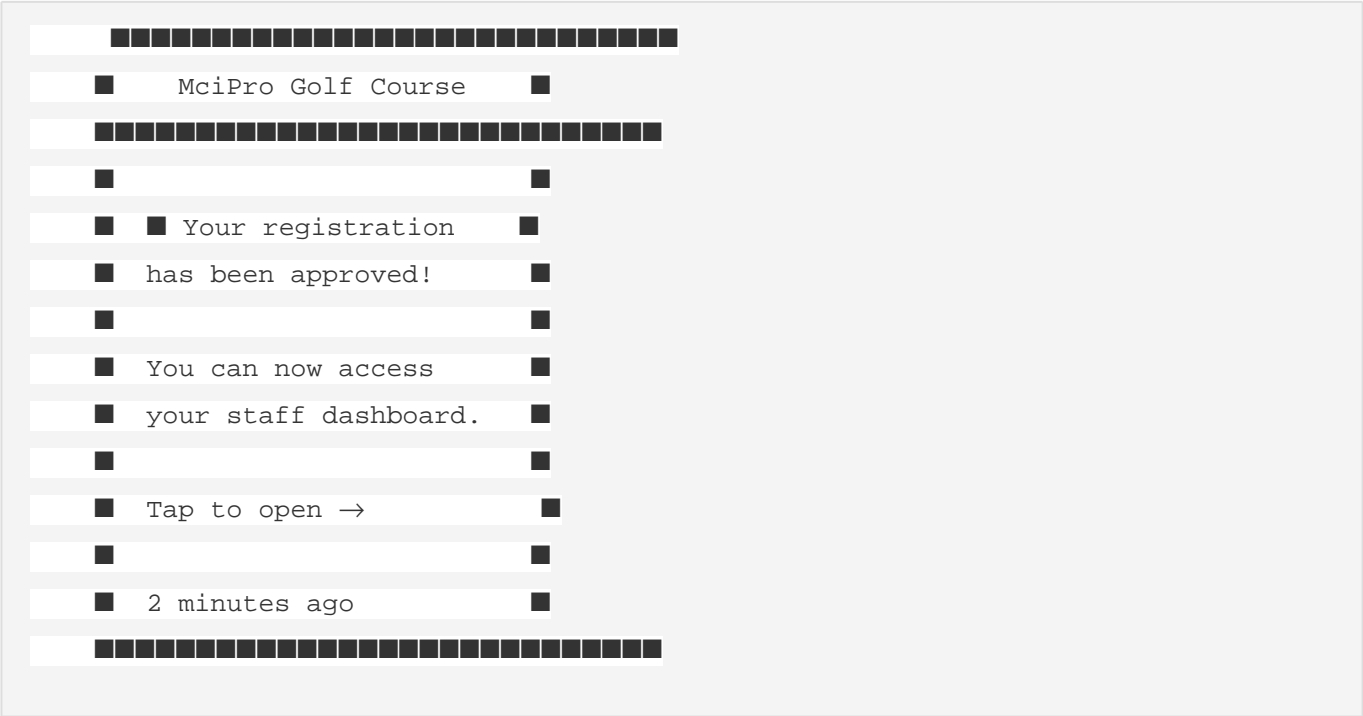 ■■■■■■■■■■■■■■■■■■■■■■■■■■■■
■ MciPro Golf Course ■
■■■■■■■■■■■■■■■■■■■■■■■■■■■■
■ ■
■ ■ Your registration ■
■ has been approved! ■
■ ■
■ You can now access ■
■ your staff dashboard. ■
■ ■
■ Tap to open → ■
■ ■
■ 2 minutes ago ■
■■■■■■■■■■■■■■■■■■■■■■■■■■■■